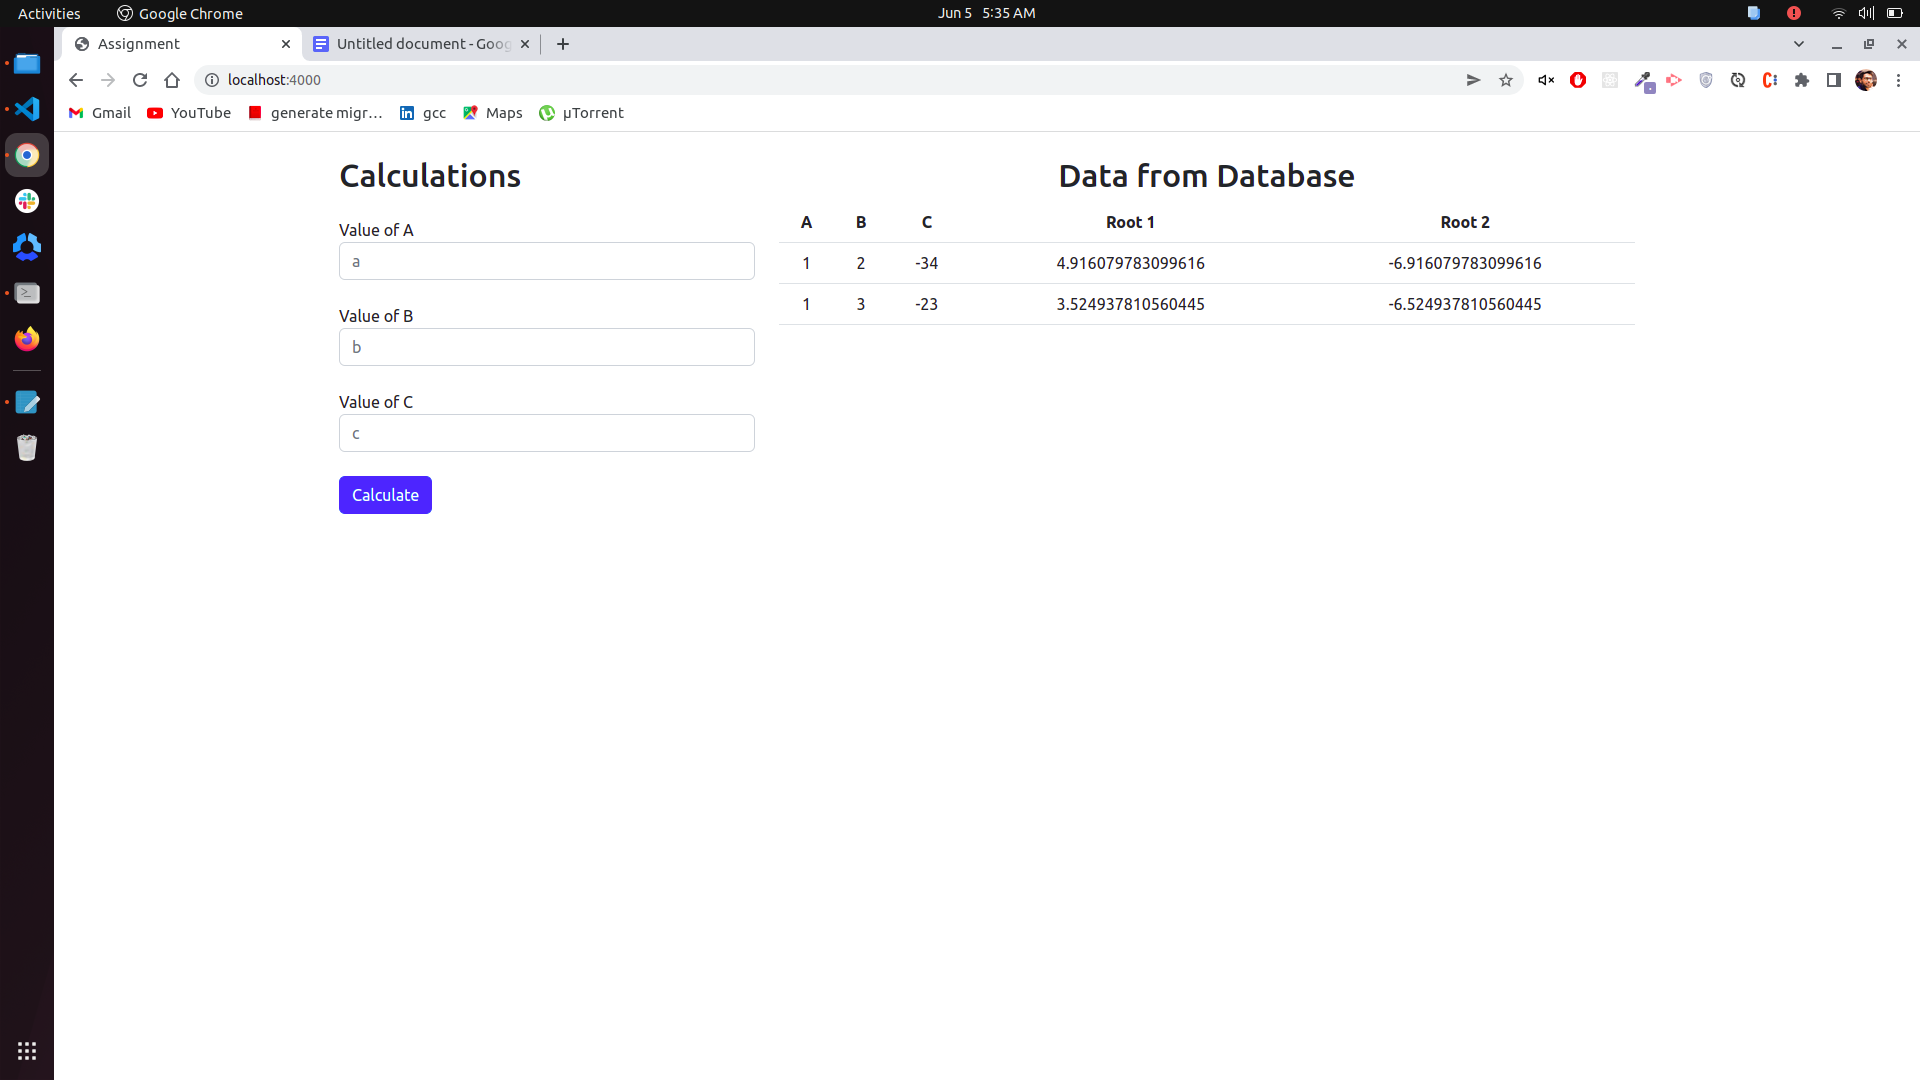 Activities Google Chrome Jun 5 5:35 AM
Assignment Untitled document - Goog
localhost:4000
Gmail YouTube generate migr... gcc Maps µTorrent
Calculations
Value of A
a
Value of B
b
Value of C
c
Calculate
Data from Database
A B C Root 1 Root 2
1 2 -34 4.916079783099616 -6.916079783099616
1 3 -23 3.524937810560445 -6.524937810560445